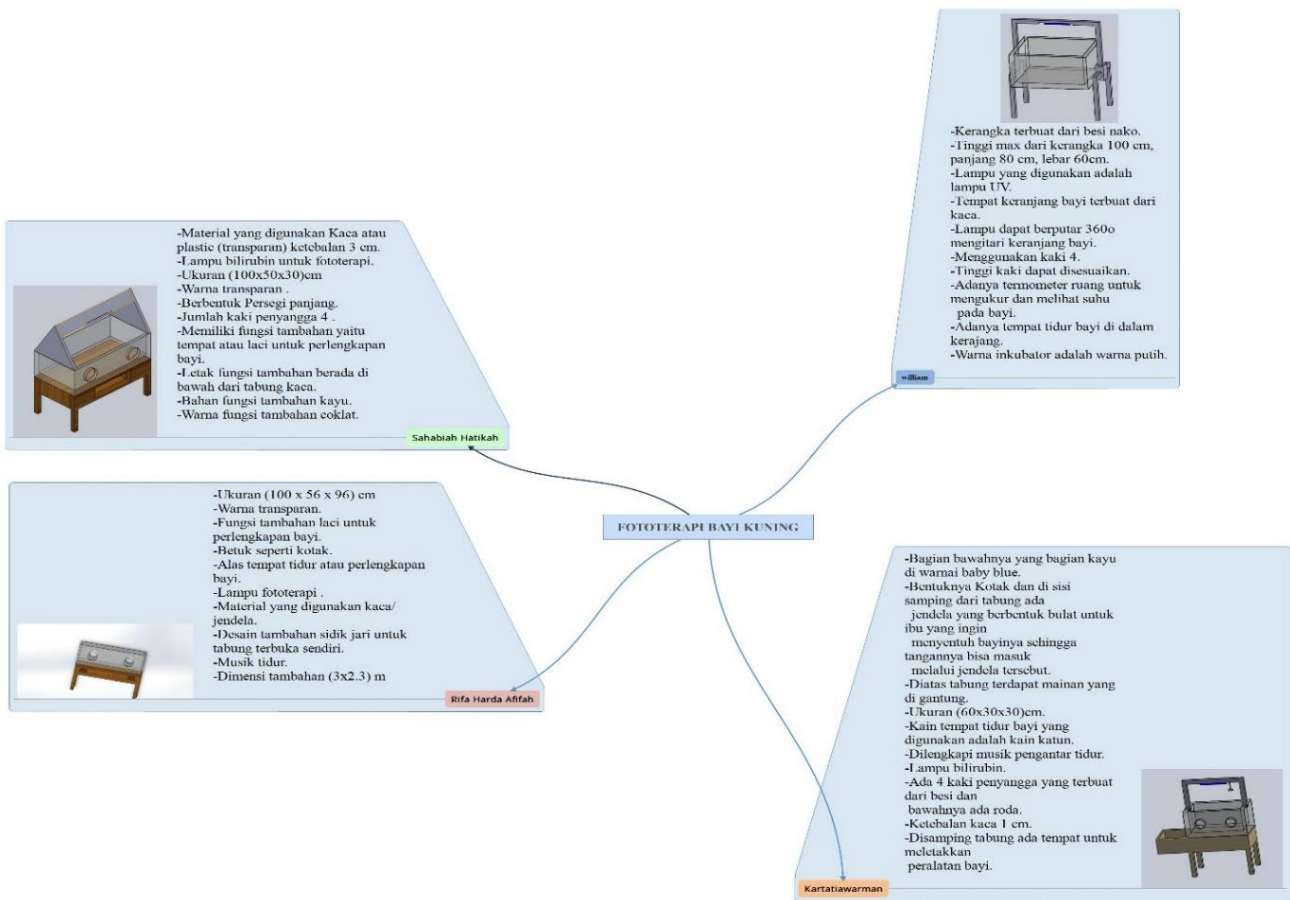 -Kerangka terbuat dari besi nako.
-Tinggi max dari kerangka 100 cm,
panjang 80 cm, lebar 60cm.
-Lampu yang digunakan adalah
lampu UV.
-Tempat keranjang bayi terbuat dari
kaca.
-Lampu dapat berputar 360o
mengitari keranjang bayi.
-Menggunakan kaki 4.
-Tinggi kaki dapat disesuaikan.
-Adanya termometer ruang untuk
mengukur dan melihat suhu
pada bayi.
-Adanya tempat tidur bayi di dalam
kerajang.
-Warna inkubator adalah warna putih.
william
-Material yang digunakan Kaca atau
plastic (transparan) ketebalan 3 cm.
-Lampu bilirubin untuk fototerapi.
-Ukuran (100x50x30)cm
-Warna transparan .
-Berbentuk Persegi panjang.
-Jumlah kaki penyangga 4 .
-Memiliki fungsi tambahan yaitu
tempat atau laci untuk perlengkapan
bayi.
-Letak fungsi tambahan berada di
bawah dari tabung kaca.
-Bahan fungsi tambahan kayu.
-Warna fungsi tambahan coklat.
Sahabiah Hatikah
-Ukuran (100 x 56 x 96) cm
-Warna transparan.
-Fungsi tambahan laci untuk
perlengkapan bayi.
-Betuk seperti kotak.
-Alas tempat tidur atau perlengkapan
bayi.
-Lampu fototerapi .
-Material yang digunakan kaca/
jendela.
-Desain tambahan sidik jari untuk
tabung terbuka sendiri.
-Musik tidur.
-Dimensi tambahan (3x2.3) m
Rifa Harda Afifah
FOTOTERAPI BAYI KUNING
-Bagian bawahnya yang bagian kayu
di warnai baby blue.
-Bentuknya Kotak dan di sisi
samping dari tabung ada
jendela yang berbentuk bulat untuk
ibu yang ingin
menyentuh bayinya sehingga
tangannya bisa masuk
melalui jendela tersebut.
-Diatas tabung terdapat mainan yang
di gantung.
-Ukuran (60x30x30)cm.
-Kain tempat tidur bayi yang
digunakan adalah kain katun.
-Dilengkapi musik pengantar tidur.
-Lampu bilirubin.
-Ada 4 kaki penyangga yang terbuat
dari besi dan
bawahnya ada roda.
-Ketebalan kaca 1 cm.
-Disamping tabung ada tempat untuk
meletakkan
peralatan bayi.
Kartatiawarman